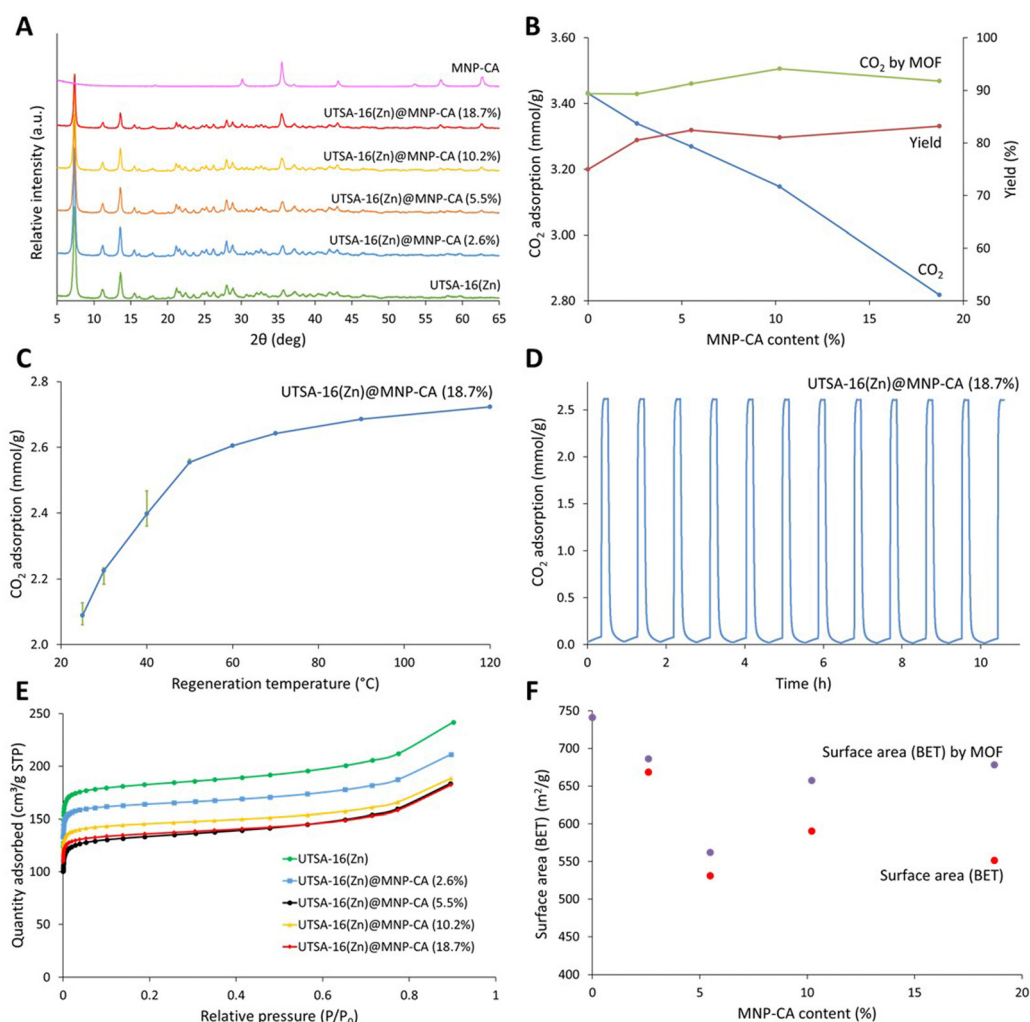 A
MNP-CA
UTSA-16(Zn)@MNP-CA (18.7%)
UTSA-16(Zn)@MNP-CA (10.2%)
UTSA-16(Zn)@MNP-CA (5.5%)
UTSA-16(Zn)@MNP-CA (2.6%)
UTSA-16(Zn)
Relative intensity (a.u.)
5 10 15 20 25 30 35 40 45 50 55 60 65
2θ (deg)
B
3.60
3.40
3.20
3.00
2.80
CO₂ adsorption (mmol/g)
CO₂ by MOF
Yield
CO₂
100
90
80
70
60
50
Yield (%)
0 5 10 15 20
MNP-CA content (%)
C
UTSA-16(Zn)@MNP-CA (18.7%)
2.8
2.6
2.4
2.2
2.0
CO₂ adsorption (mmol/g)
20 40 60 80 100 120
Regeneration temperature (°C)
D
UTSA-16(Zn)@MNP-CA (18.7%)
2.5
2.0
1.5
1.0
0.5
0.0
CO₂ adsorption (mmol/g)
0 1 2 3 4 5 6 7 8 9 10
Time (h)
E
250
200
150
100
50
0
Quantity adsorbed (cm³/g STP)
UTSA-16(Zn)
UTSA-16(Zn)@MNP-CA (2.6%)
UTSA-16(Zn)@MNP-CA (5.5%)
UTSA-16(Zn)@MNP-CA (10.2%)
UTSA-16(Zn)@MNP-CA (18.7%)
0 0.2 0.4 0.6 0.8 1
Relative pressure (P/P₀)
F
750
700
650
600
550
500
450
400
Surface area (BET) (m²/g)
Surface area (BET) by MOF
Surface area (BET)
0 5 10 15 20
MNP-CA content (%)